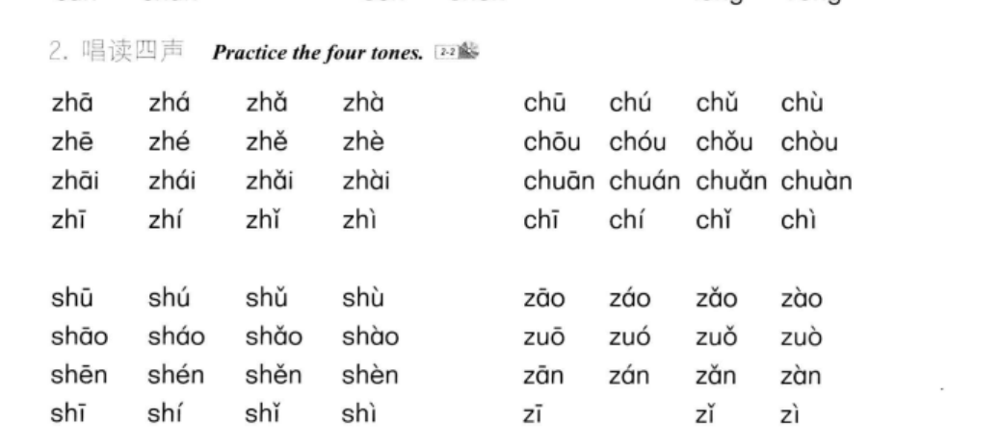 2. 唱读四声 Practice the four tones. 2-2
zhā zhá zhǎ zhà chū chú chǔ chù
zhē zhé zhě zhè chōu chóu chǒu chòu
zhāi zhái zhǎi zhài chuān chuán chuǎn chuàn
zhī zhí zhǐ zhì chī chí chǐ chì
shū shú shǔ shù zāo záo zǎo zào
shāo sháo shǎo shào zuō zuó zuǒ zuò
shēn shén shěn shèn zān zán zǎn zàn
shī shí shǐ shì zī zǐ zì